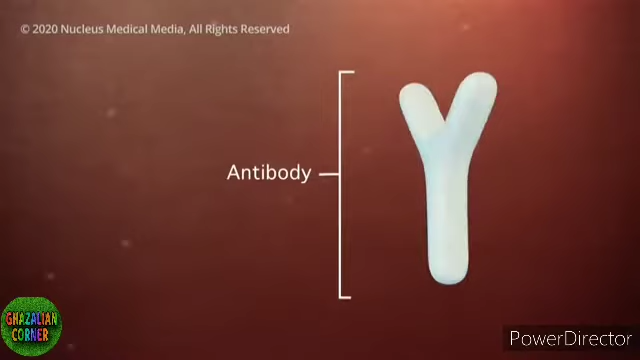 © 2020 Nucleus Medical Media, All Rights Reserved
Antibody
GHAZALIAN
CORNER
PowerDirector